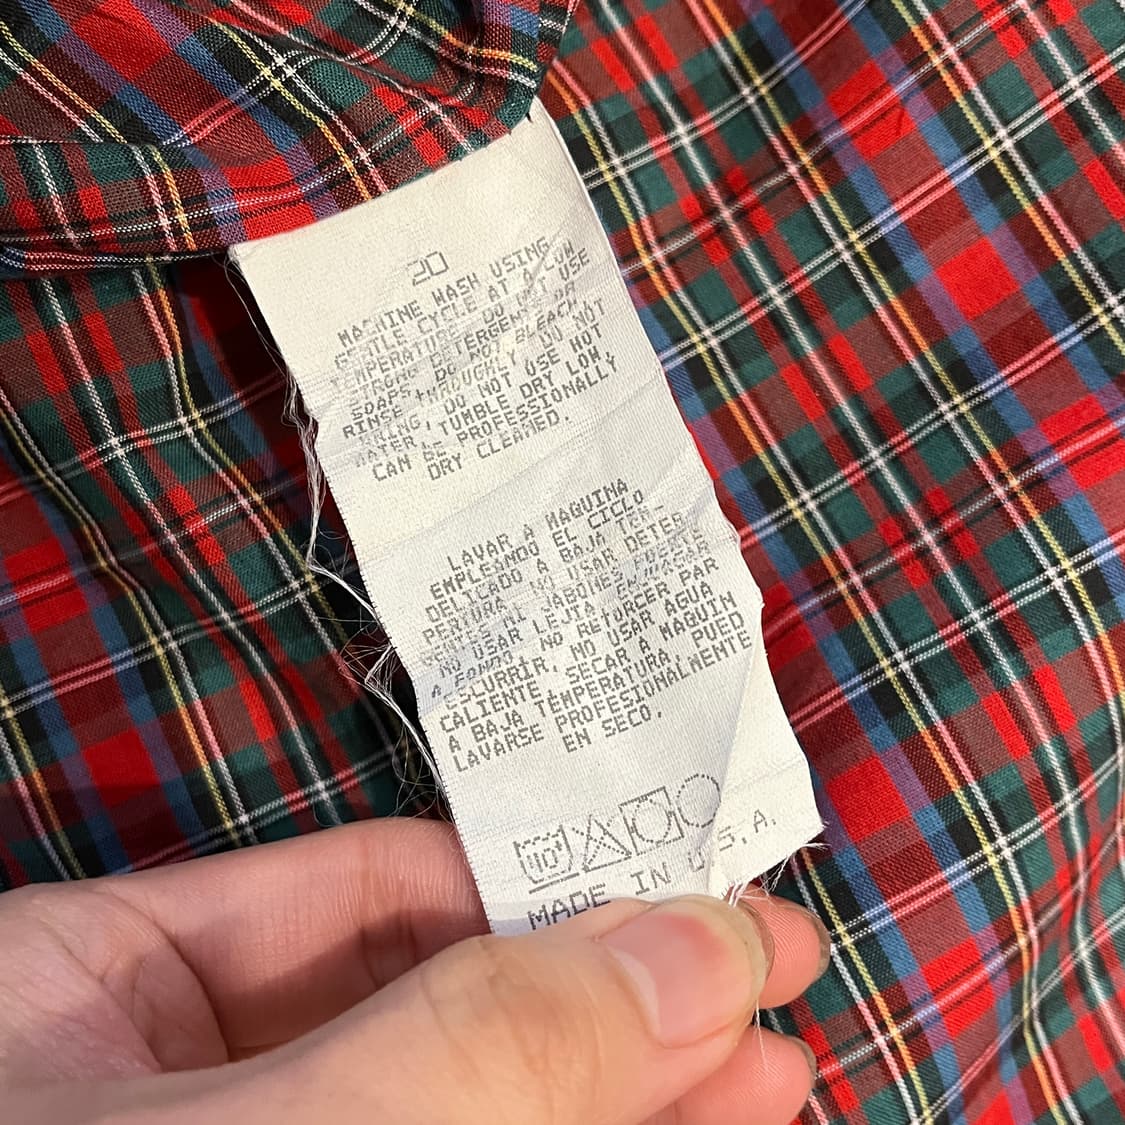 20
MACHINE WASH USING
GENTLE CYCLE AT A LOW
TEMPERATURE. DO NOT USE
STRONG DETERGENTS OR
SOAPS. DO NOT BLEACH.
RINSE THROUGHLY. DO NOT
WRING, DO NOT USE HOT
WATER, TUMBLE DRY LOW,
CAN BE PROFESSIONALLY
DRY CLEANED.
LAVAR A MAQUINA
EMPLEANDO EL CICLO
DELICADO A BAJA TEM-
PERTURA. NO USAR DETER-
GENTES NI JABONES FUERTE
NO USAR LEJIA. ENJUAGAR
A FONDO, NO RETORCER PAR
ESLURRIR, NO USAR AGUA
CALIENTE, SECAR A MAQUIN
A BAJA TEMPERATURA, PUED
LAVARSE PROFESIONALMENTE
EN SECO.
40°
MADE IN U.S.A.